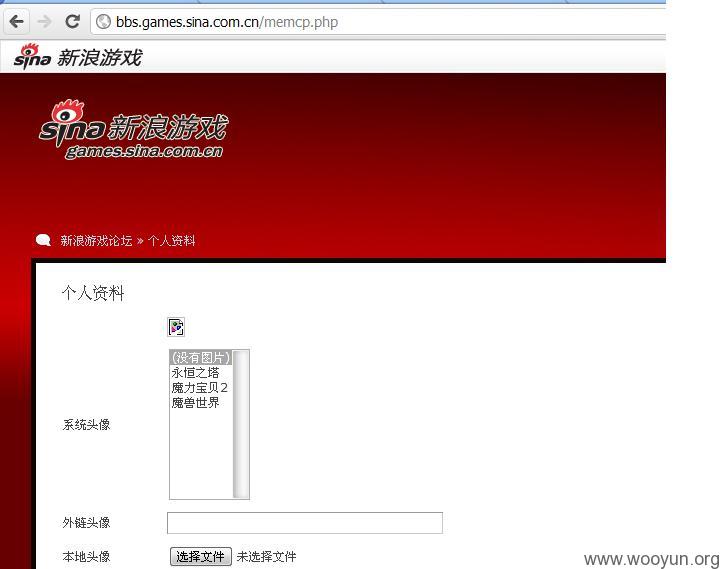 bbs.games.sina.com.cn/memcp.php
sina 新浪游戏
sina 新浪游戏
games.sina.com.cn
新浪游戏论坛 » 个人资料
个人资料
(没有图片)
永恒之塔
魔力宝贝2
魔兽世界
系统头像
外链头像
本地头像 选择文件 未选择文件
www.wooyun.org